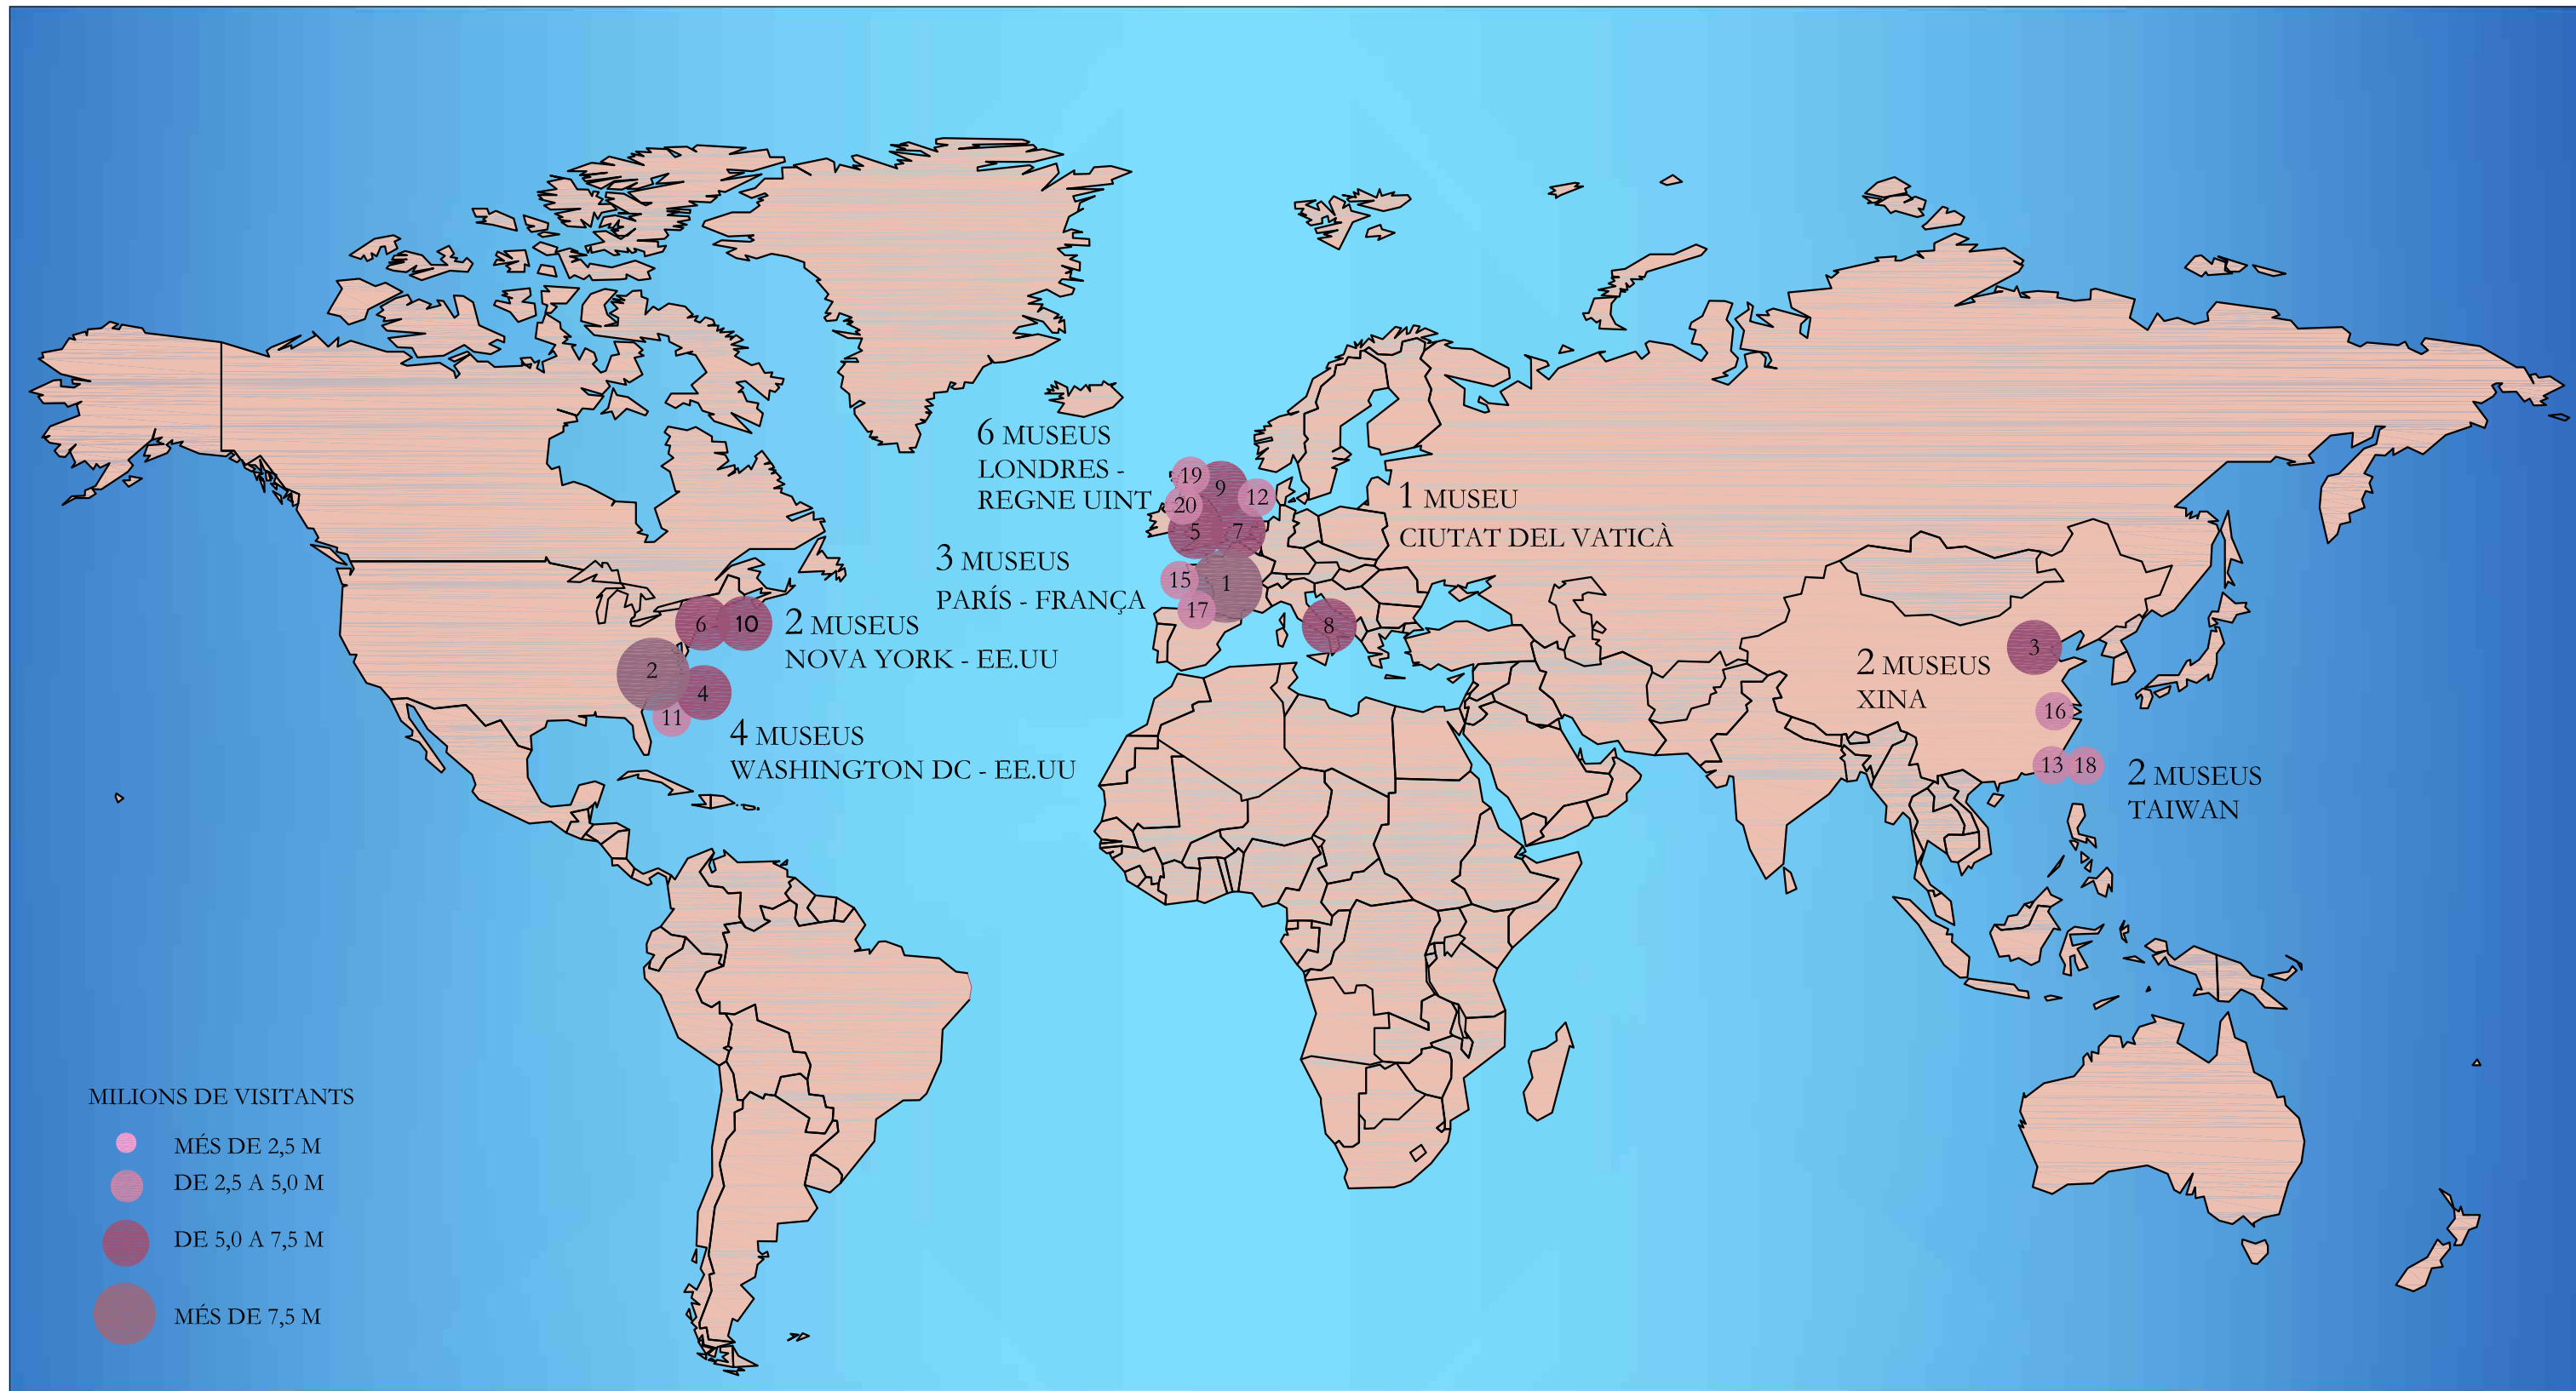 6 MUSEUS
LONDRES -
REGNE UINT
19
9
12
20
5
7
1 MUSEU
CIUTAT DEL VATICÀ
3 MUSEUS
PARÍS - FRANÇA
15
1
17
8
6
10
2 MUSEUS
NOVA YORK - EE.UU
2
4
11
4 MUSEUS
WASHINGTON DC - EE.UU
3
2 MUSEUS
XINA
16
13
18
2 MUSEUS
TAIWAN
MILIONS DE VISITANTS
MÉS DE 2,5 M
DE 2,5 A 5,0 M
DE 5,0 A 7,5 M
MÉS DE 7,5 M